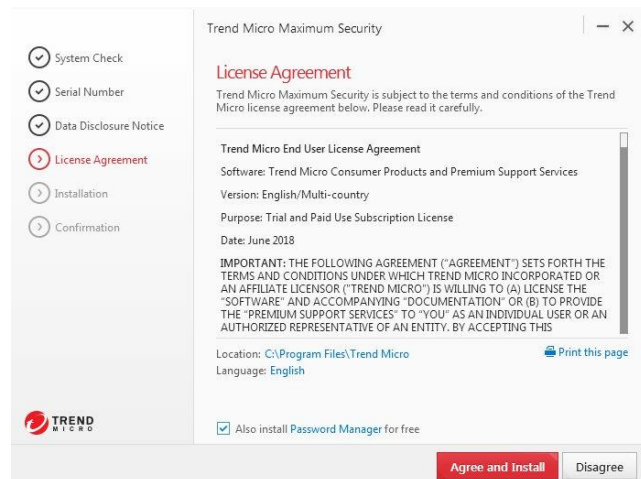 Trend Micro Maximum Security
System Check
Serial Number
Data Disclosure Notice
License Agreement
Installation
Confirmation
License Agreement
Trend Micro Maximum Security is subject to the terms and conditions of the Trend
Micro license agreement below. Please read it carefully.
Trend Micro End User License Agreement
Software: Trend Micro Consumer Products and Premium Support Services
Version: English/Multi-country
Purpose: Trial and Paid Use Subscription License
Date: June 2018
IMPORTANT: THE FOLLOWING AGREEMENT ("AGREEMENT") SETS FORTH THE
TERMS AND CONDITIONS UNDER WHICH TREND MICRO INCORPORATED OR
AN AFFILIATE LICENSOR ("TREND MICRO") IS WILLING TO (A) LICENSE THE
"SOFTWARE" AND ACCOMPANYING "DOCUMENTATION" OR (B) TO PROVIDE
THE "PREMIUM SUPPORT SERVICES" TO "YOU" AS AN INDIVIDUAL USER OR AN
AUTHORIZED REPRESENTATIVE OF AN ENTITY. BY ACCEPTING THIS
Location: C:\Program Files\Trend Micro
Print this page
Language: English
Also install Password Manager for free
TREND
MICRO
Agree and Install
Disagree